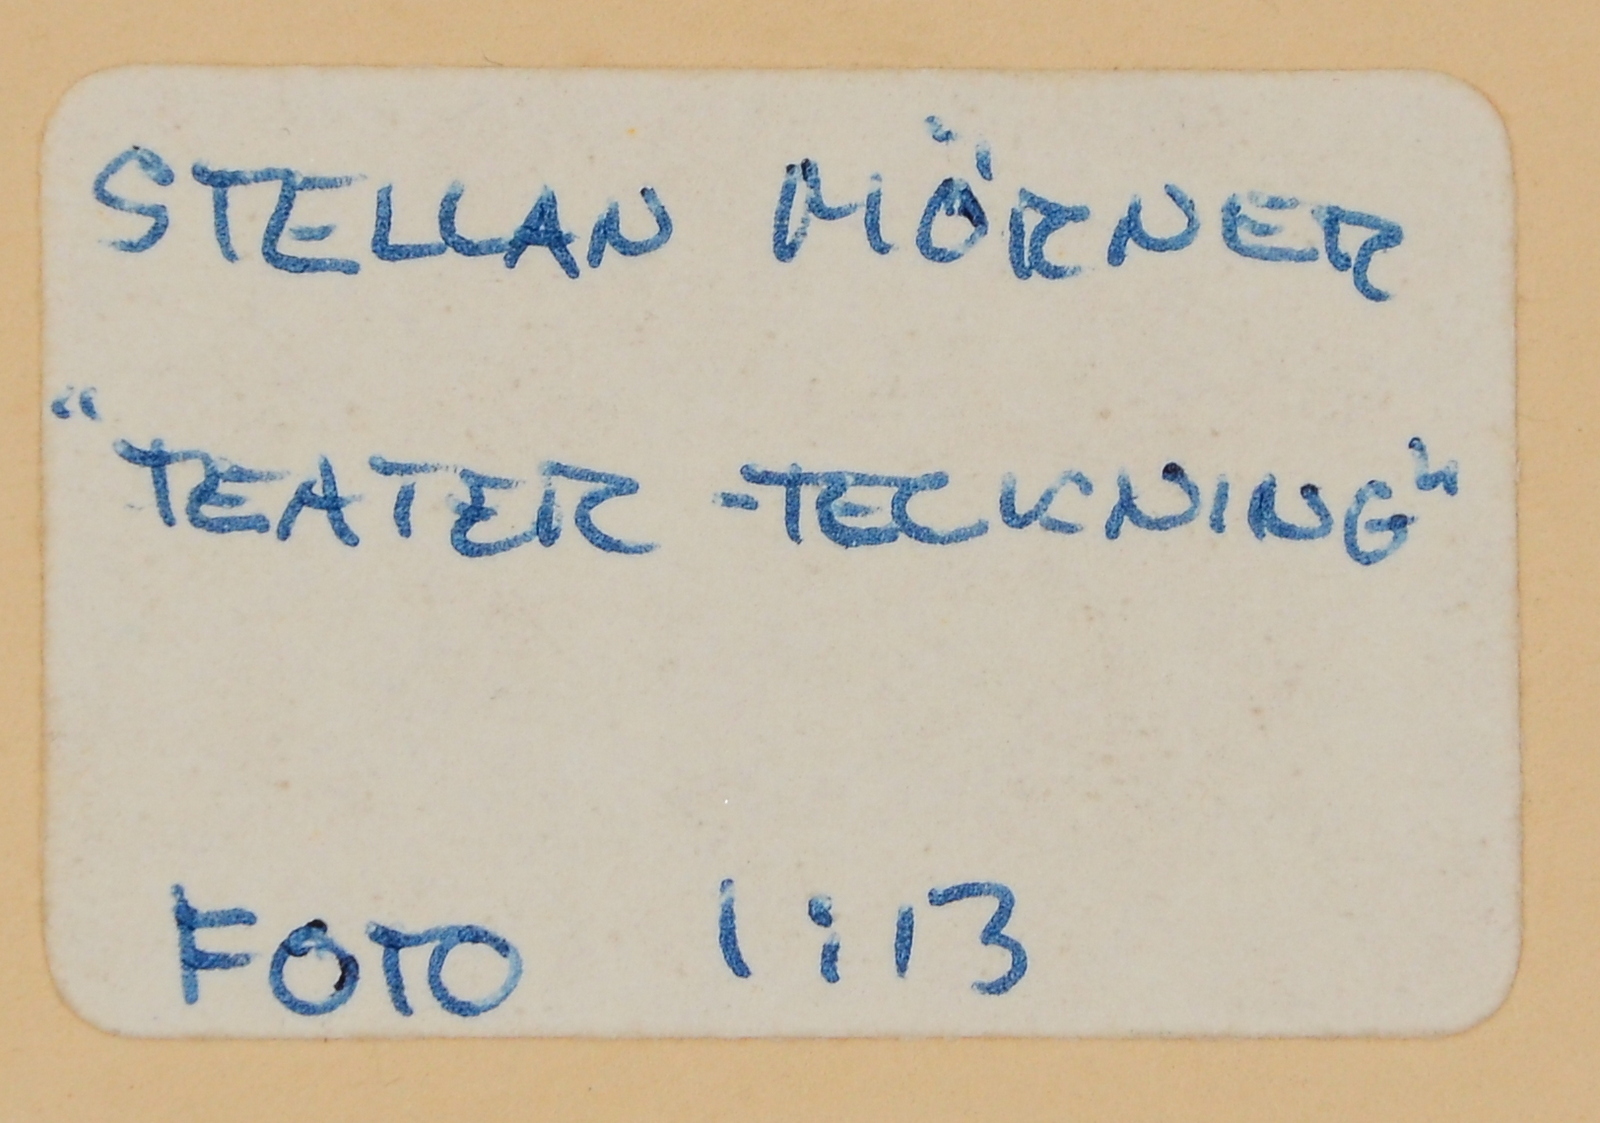 STELLAN MÖRNER
"TEATER -TECKNING"
FOTO 1:13